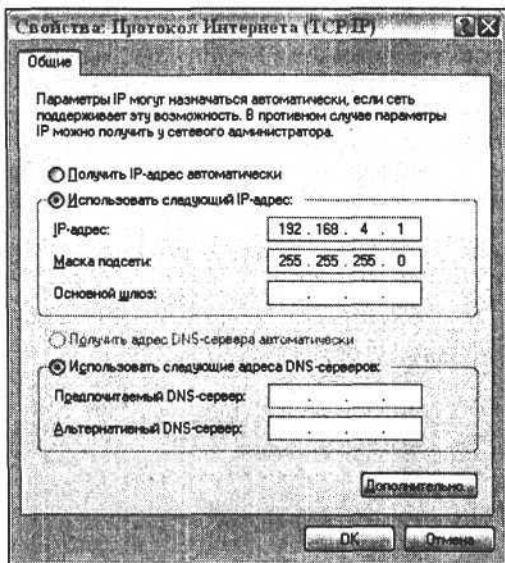 Свойства: Протокол Интернета (TCP/IP)
Общие
Параметры IP могут назначаться автоматически, если сеть
поддерживает эту возможность. В противном случае параметры
IP можно получить у сетевого администратора.
Получить IP-адрес автоматически
Использовать следующий IP-адрес:
IP-адрес: 192 . 168 . 4 . 1
Маска подсети: 255 . 255 . 255 . 0
Основной шлюз: . . .
Получить адрес DNS-сервера автоматически
Использовать следующие адреса DNS-серверов:
Предпочитаемый DNS-сервер: . . .
Альтернативный DNS-сервер: . . .
Дополнительно...
OK Отмена